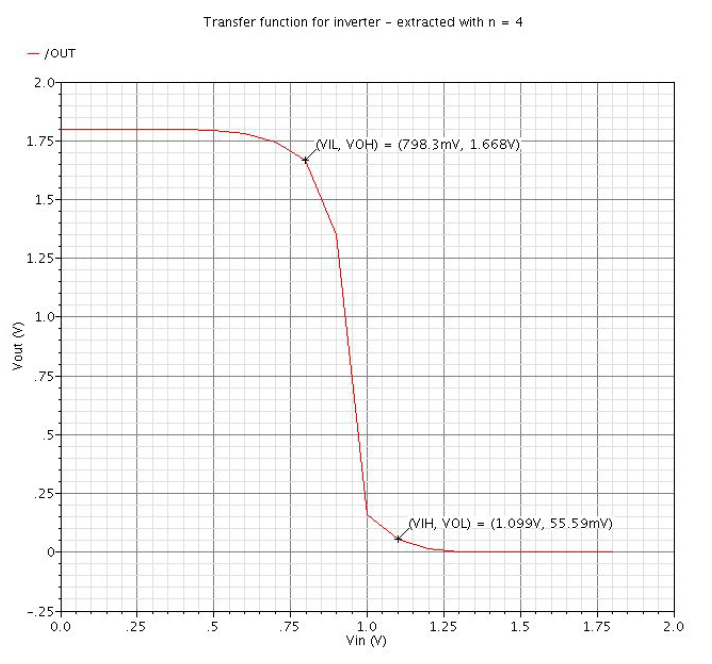 Transfer function for inverter – extracted with n = 4
/OUT
2.0
1.75
1.5
1.25
1.0
.75
.5
.25
0
-.25
Vout (V)
(VIL, VOH) = (798.3mV, 1.668V)
(VIH, VOL) = (1.099V, 55.59mV)
0.0 .25 .5 .75 1.0 1.25 1.5 1.75 2.0
Vin (V)